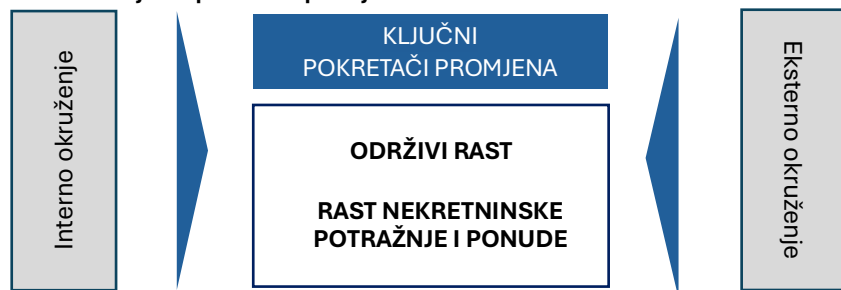 Interno okruženje
KLJUČNI
POKRETAČI PROMJENA
ODRŽIVI RAST
RAST NEKRETNINSKE
POTRAŽNJE I PONUDE
Eksterno okruženje